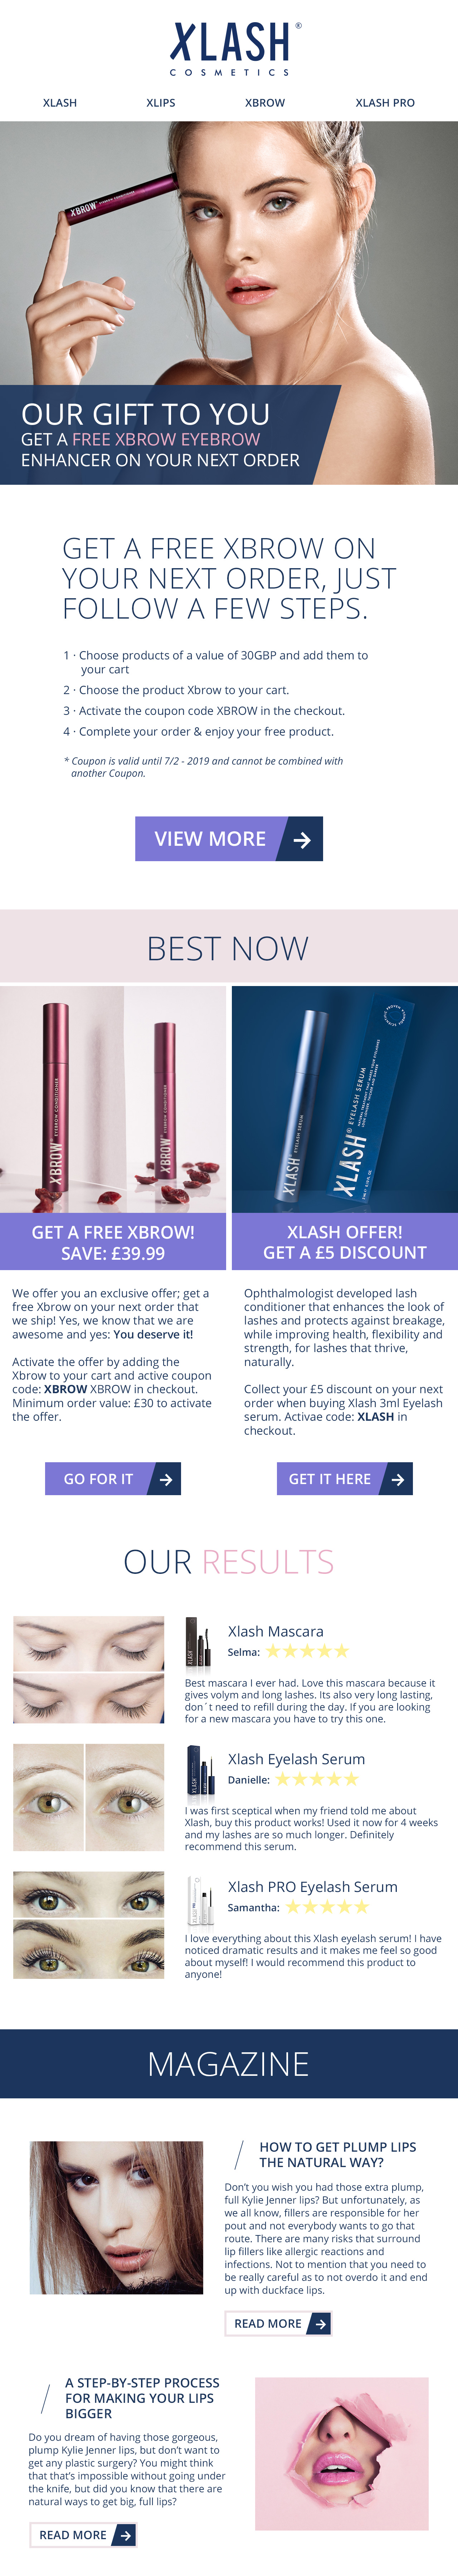 XLASH®
COSMETICS
XLASH XLIPS XBROW XLASH PRO
XBROW
OUR GIFT TO YOU
GET A FREE XBROW EYEBROW
ENHANCER ON YOUR NEXT ORDER
GET A FREE XBROW ON
YOUR NEXT ORDER, JUST
FOLLOW A FEW STEPS.
1 · Choose products of a value of 30GBP and add them to
your cart
2 · Choose the product Xbrow to your cart.
3 · Activate the coupon code XBROW in the checkout.
4 · Complete your order & enjoy your free product.
* Coupon is valid until 7/2 - 2019 and cannot be combined with
another Coupon.
VIEW MORE
BEST NOW
XBROW EYEBROW CONDITIONER
XBROW EYEBROW CONDITIONER
XLASH® EYELASH SERUM
XLASH® EYELASH SERUM
GET A FREE XBROW!
SAVE: £39.99
XLASH OFFER!
GET A £5 DISCOUNT
We offer you an exclusive offer; get a
free Xbrow on your next order that
we ship! Yes, we know that we are
awesome and yes: You deserve it!
Activate the offer by adding the
Xbrow to your cart and active coupon
code: XBROW XBROW in checkout.
Minimum order value: £30 to activate
the offer.
GO FOR IT
Ophthalmologist developed lash
conditioner that enhances the look of
lashes and protects against breakage,
while improving health, flexibility and
strength, for lashes that thrive,
naturally.
Collect your £5 discount on your next
order when buying Xlash 3ml Eyelash
serum. Activae code: XLASH in
checkout.
GET IT HERE
OUR RESULTS
Xlash Mascara
Selma:
Best mascara I ever had. Love this mascara because it
gives volym and long lashes. Its also very long lasting,
don´t need to refill during the day. If you are looking
for a new mascara you have to try this one.
Xlash Eyelash Serum
Danielle:
I was first sceptical when my friend told me about
Xlash, buy this product works! Used it now for 4 weeks
and my lashes are so much longer. Definitely
recommend this serum.
Xlash PRO Eyelash Serum
Samantha:
I love everything about this Xlash eyelash serum! I have
noticed dramatic results and it makes me feel so good
about myself! I would recommend this product to
anyone!
MAGAZINE
HOW TO GET PLUMP LIPS
THE NATURAL WAY?
Don’t you wish you had those extra plump,
full Kylie Jenner lips? But unfortunately, as
we all know, fillers are responsible for her
pout and not everybody wants to go that
route. There are many risks that surround
lip fillers like allergic reactions and
infections. Not to mention that you need to
be really careful as to not overdo it and end
up with duckface lips.
READ MORE
A STEP-BY-STEP PROCESS
FOR MAKING YOUR LIPS
BIGGER
Do you dream of having those gorgeous,
plump Kylie Jenner lips, but don’t want to
get any plastic surgery? You might think
that that’s impossible without going under
the knife, but did you know that there are
natural ways to get big, full lips?
READ MORE